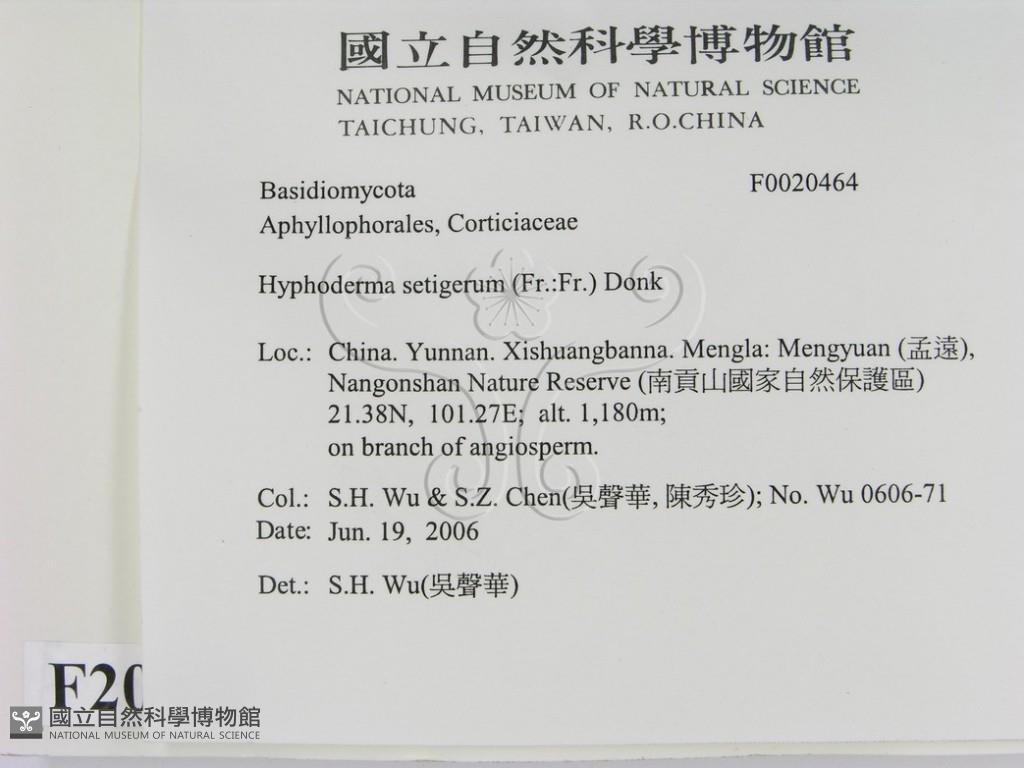 國立自然科學博物館
NATIONAL MUSEUM OF NATURAL SCIENCE
TAICHUNG, TAIWAN, R.O.CHINA
Basidiomycota F0020464
Aphyllophorales, Corticiaceae
Hyphoderma setigerum (Fr.:Fr.) Donk
Loc.: China. Yunnan. Xishuangbanna. Mengla: Mengyuan (孟遠),
Nangonshan Nature Reserve (南貢山國家自然保護區)
21.38N, 101.27E; alt. 1,180m;
on branch of angiosperm.
Col.: S.H. Wu & S.Z. Chen(吳聲華, 陳秀珍); No. Wu 0606-71
Date: Jun. 19, 2006
Det.: S.H. Wu(吳聲華)
F20
國立自然科學博物館
NATIONAL MUSEUM OF NATURAL SCIENCE